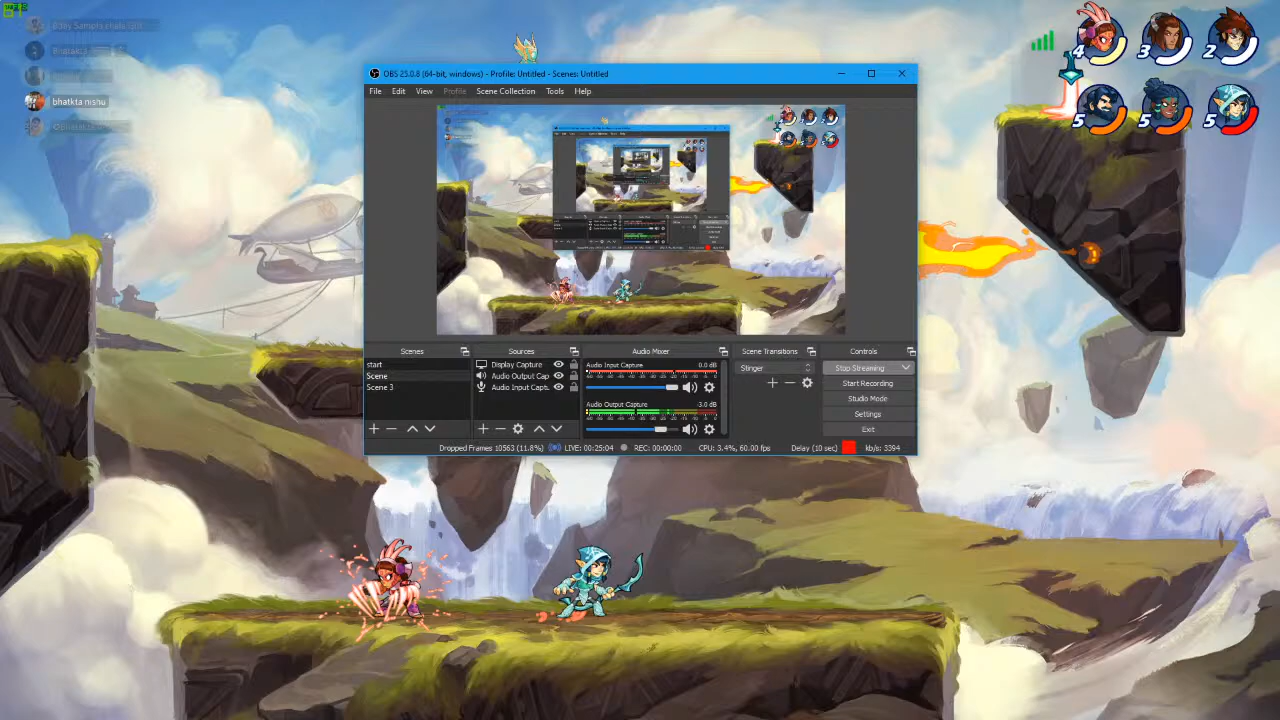 bhatkta nishu
4
3
2
5
5
5
OBS 25.0.8 (64-bit, windows) - Profile: Untitled - Scenes: Untitled
File Edit View Profile Scene Collection Tools Help
Scenes Sources Audio Mixer Scene Transitions Controls
start
Scene
Scene 3
Display Capture
Audio Output Cap
Audio Input Captu
Audio Input Capture 0.0 dB
Audio Output Capture -3.0 dB
Stinger
Stop Streaming
Start Recording
Studio Mode
Settings
Exit
Dropped Frames 10563 (11.8%) LIVE: 00:25:04 REC: 00:00:00 CPU: 3.4%, 60.00 fps Delay (10 sec) kb/s: 3394